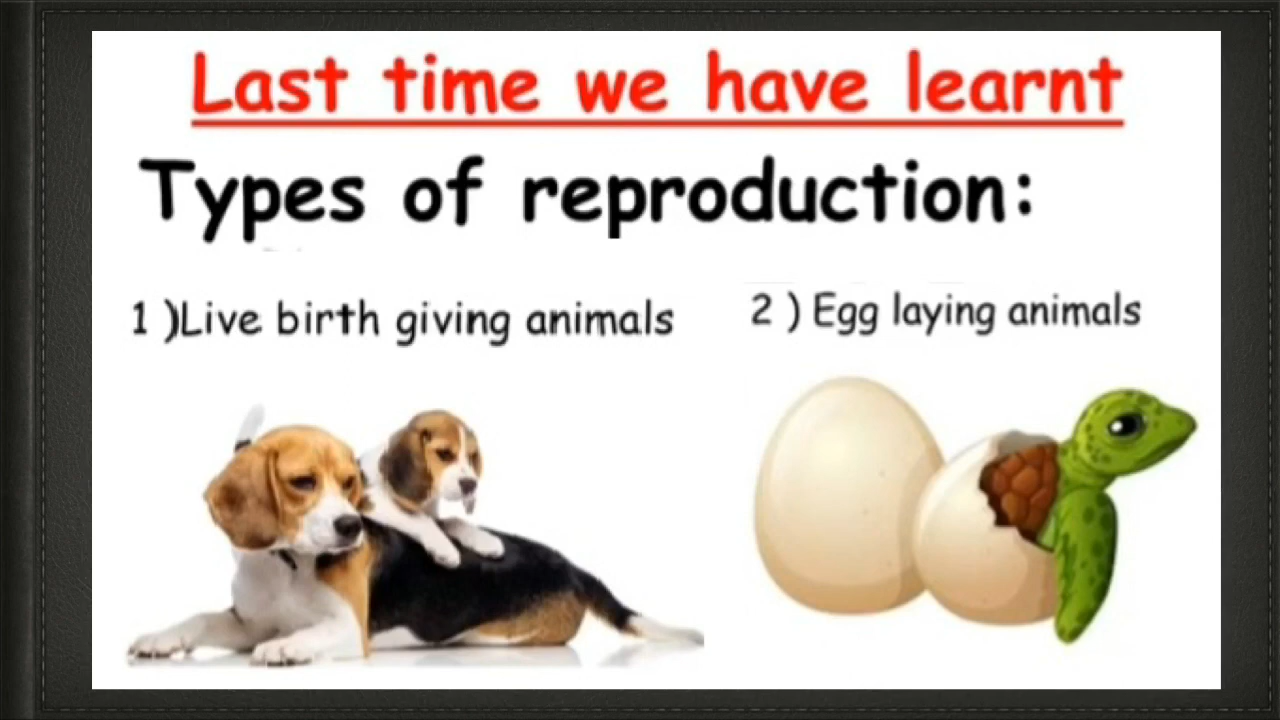 Last time we have learnt
Types of reproduction:
1 )Live birth giving animals
2 ) Egg laying animals